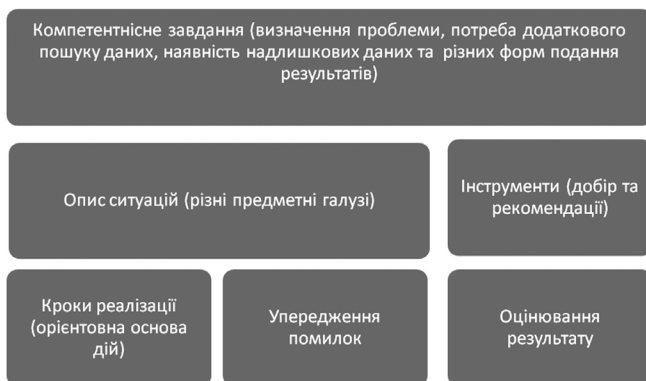 Компетентнісне завдання (визначення проблеми, потреба додаткового
пошуку даних, наявність надлишкових даних та різних форм подання
результатів)
Опис ситуацій (різні предметні галузі)
Інструменти (добір та
рекомендації)
Кроки реалізації
(орієнтовна основа
дій)
Упередження
помилок
Оцінювання
результату